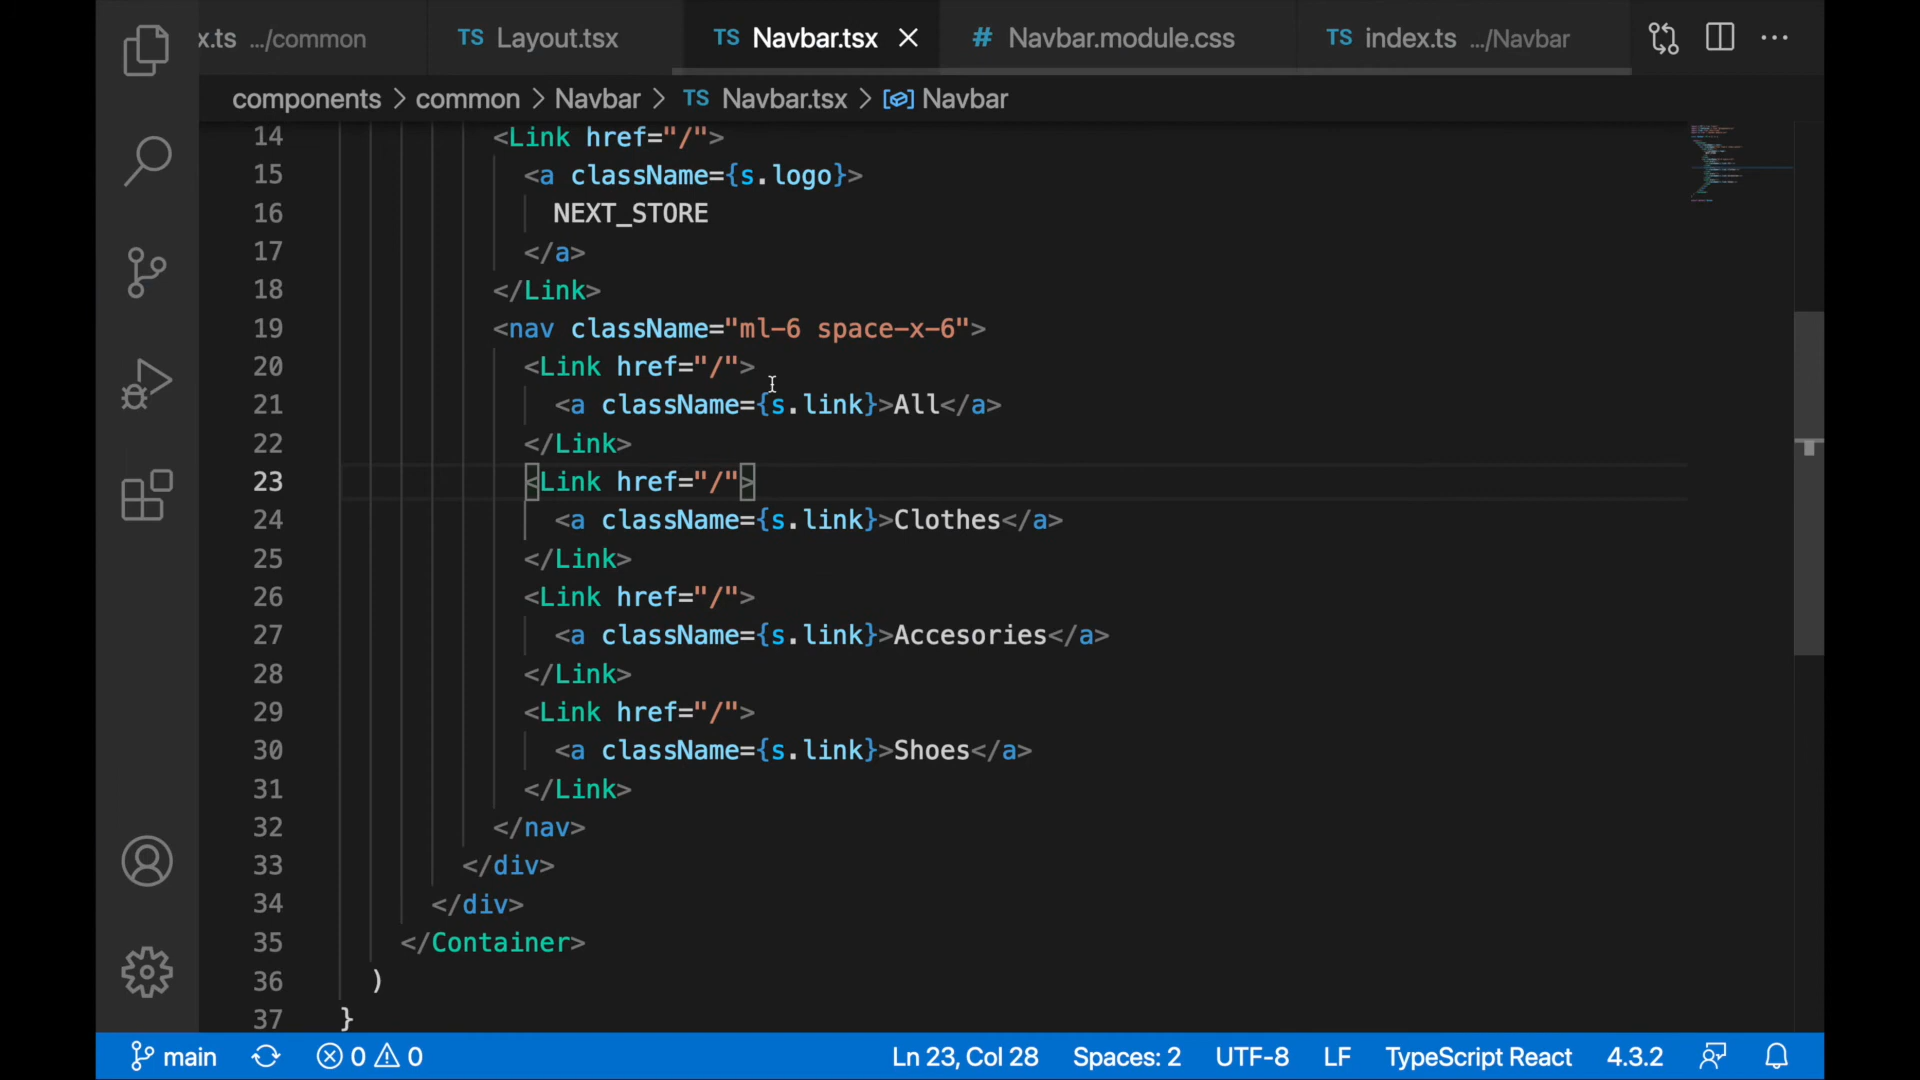 x.ts .../common TS Layout.tsx TS Navbar.tsx # Navbar.module.css TS index.ts .../Navbar
components > common > Navbar > TS Navbar.tsx > Navbar
14 <Link href="/">
15 <a className={s.logo}>
16 NEXT_STORE
17 </a>
18 </Link>
19 <nav className="ml-6 space-x-6">
20 <Link href="/">
21 <a className={s.link}>All</a>
22 </Link>
23 <Link href="/">
24 <a className={s.link}>Clothes</a>
25 </Link>
26 <Link href="/">
27 <a className={s.link}>Accesories</a>
28 </Link>
29 <Link href="/">
30 <a className={s.link}>Shoes</a>
31 </Link>
32 </nav>
33 </div>
34 </div>
35 </Container>
36 )
37 }
main 0 0 Ln 23, Col 28 Spaces: 2 UTF-8 LF TypeScript React 4.3.2